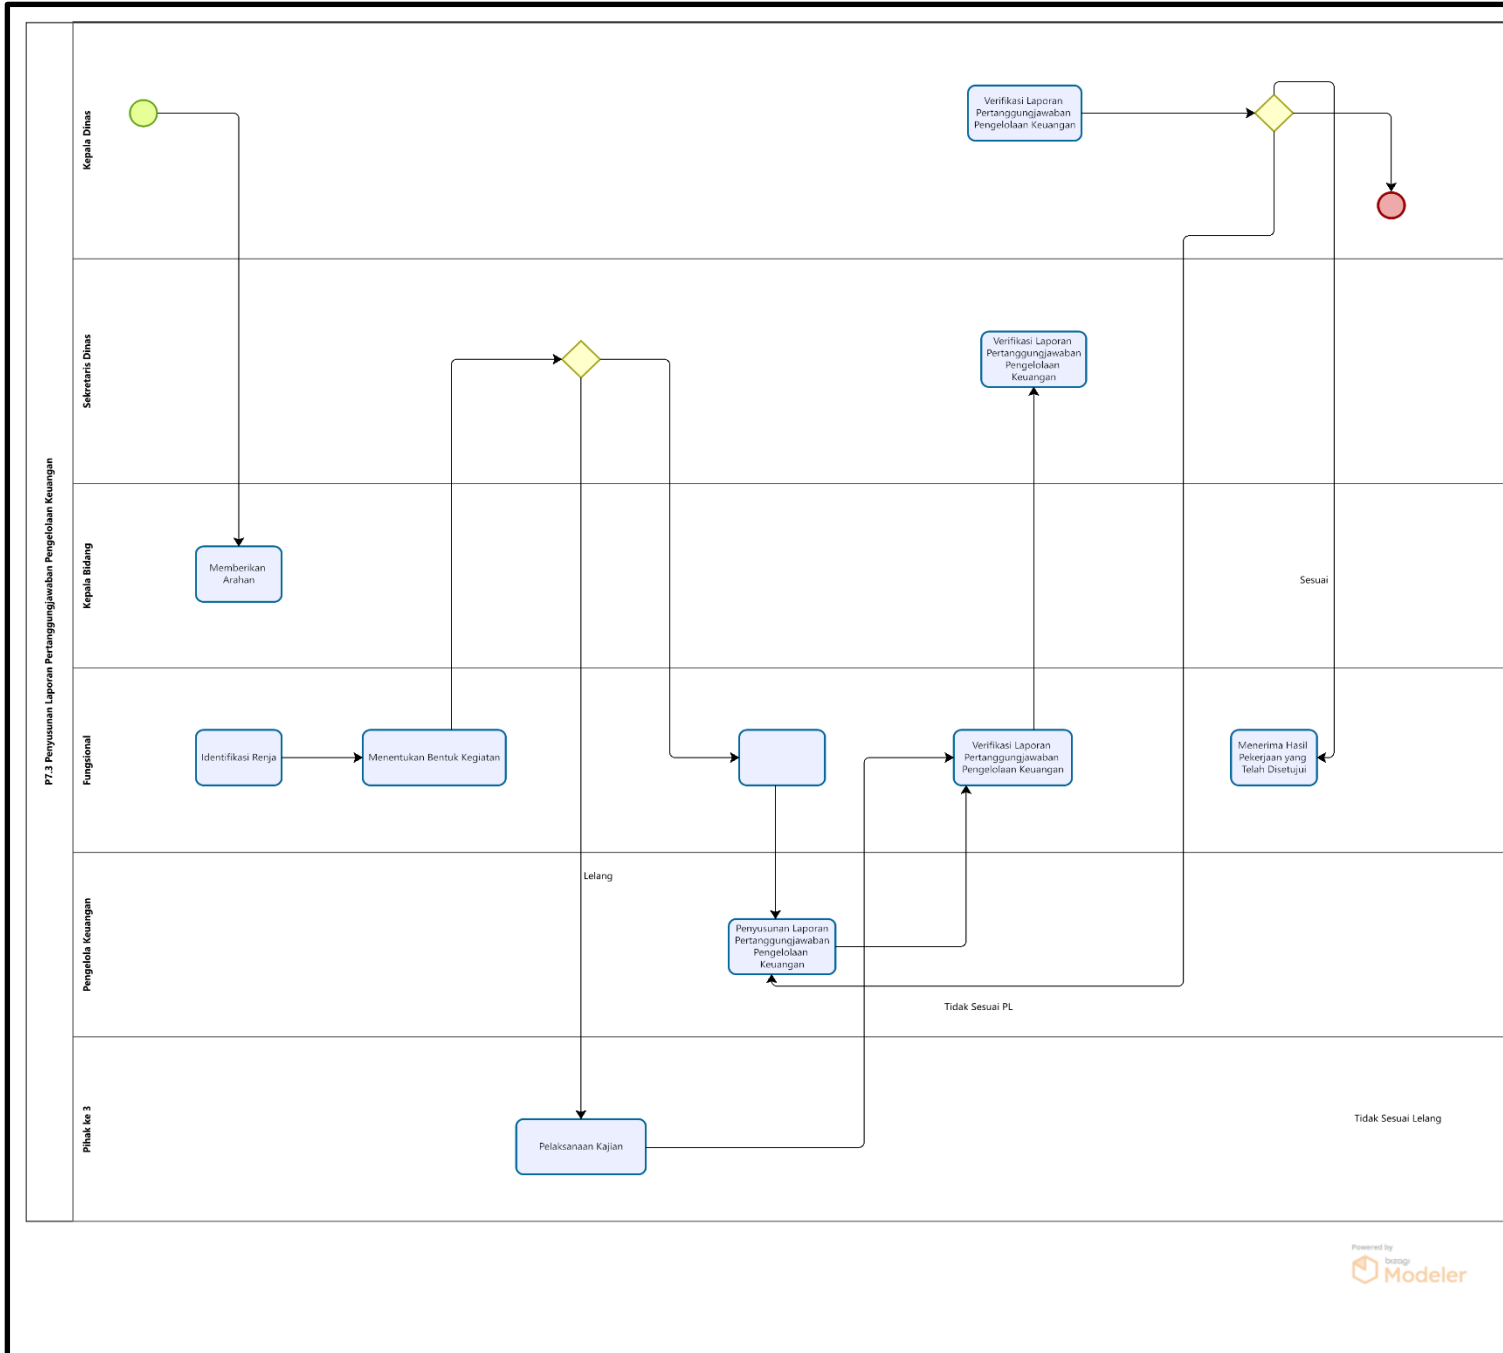 P7.3 Penyusunan Laporan Pertanggungjawaban Pengelolaan Keuangan
Kepala Dinas
Verifikasi Laporan
Pertanggungjawaban
Pengelolaan Keuangan
Sekretaris Dinas
Verifikasi Laporan
Pertanggungjawaban
Pengelolaan
Keuangan
Kepala Bidang
Memberikan
Arahan
Sesuai
Fungsional
Identifikasi Renja
Menentukan Bentuk Kegiatan
Verifikasi Laporan
Pertanggungjawaban
Pengelolaan Keuangan
Menerima Hasil
Pekerjaan yang
Telah Disetujui
Pengelola Keuangan
Lelang
Penyusunan Laporan
Pertanggungjawaban
Pengelolaan
Keuangan
Tidak Sesuai PL
Pihak ke 3
Pelaksanaan Kajian
Tidak Sesuai Lelang
Powered by
bizagi
Modeler